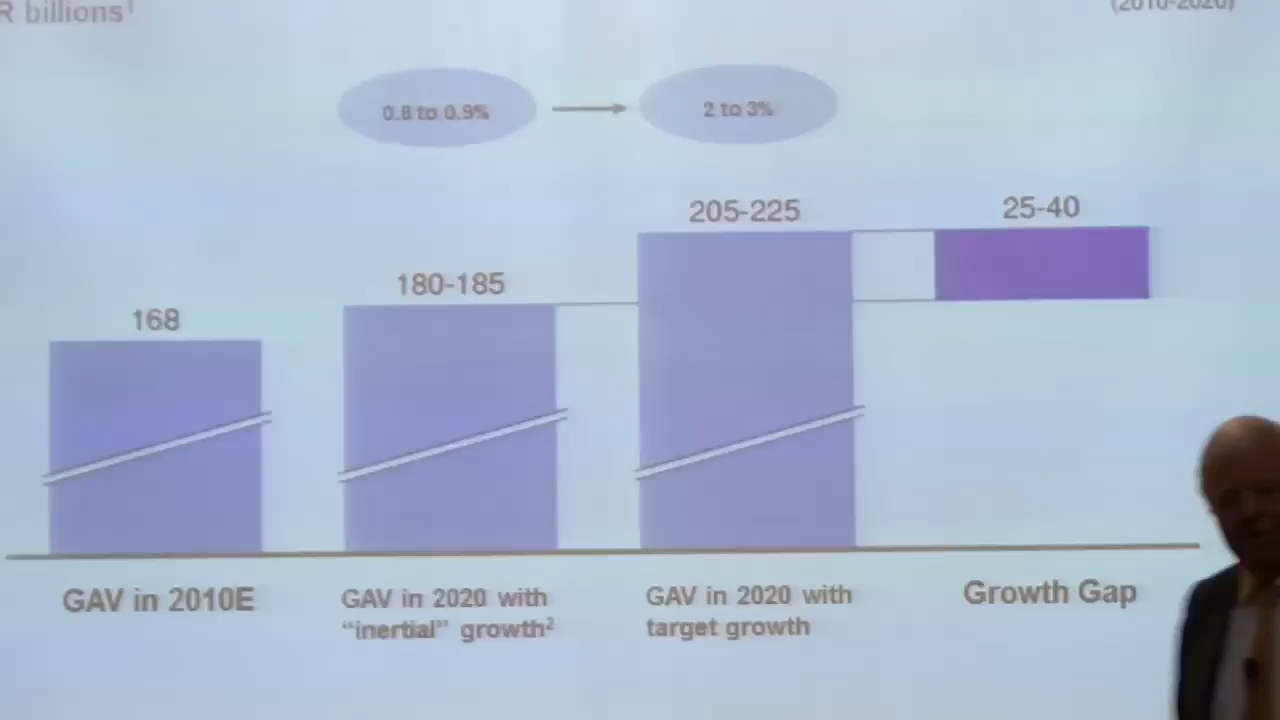 R billions¹
(2010-2020)
0.8 to 0.9%
2 to 3%
205-225
25-40
180-185
168
GAV in 2010E
GAV in 2020 with
“inertial” growth²
GAV in 2020 with
target growth
Growth Gap